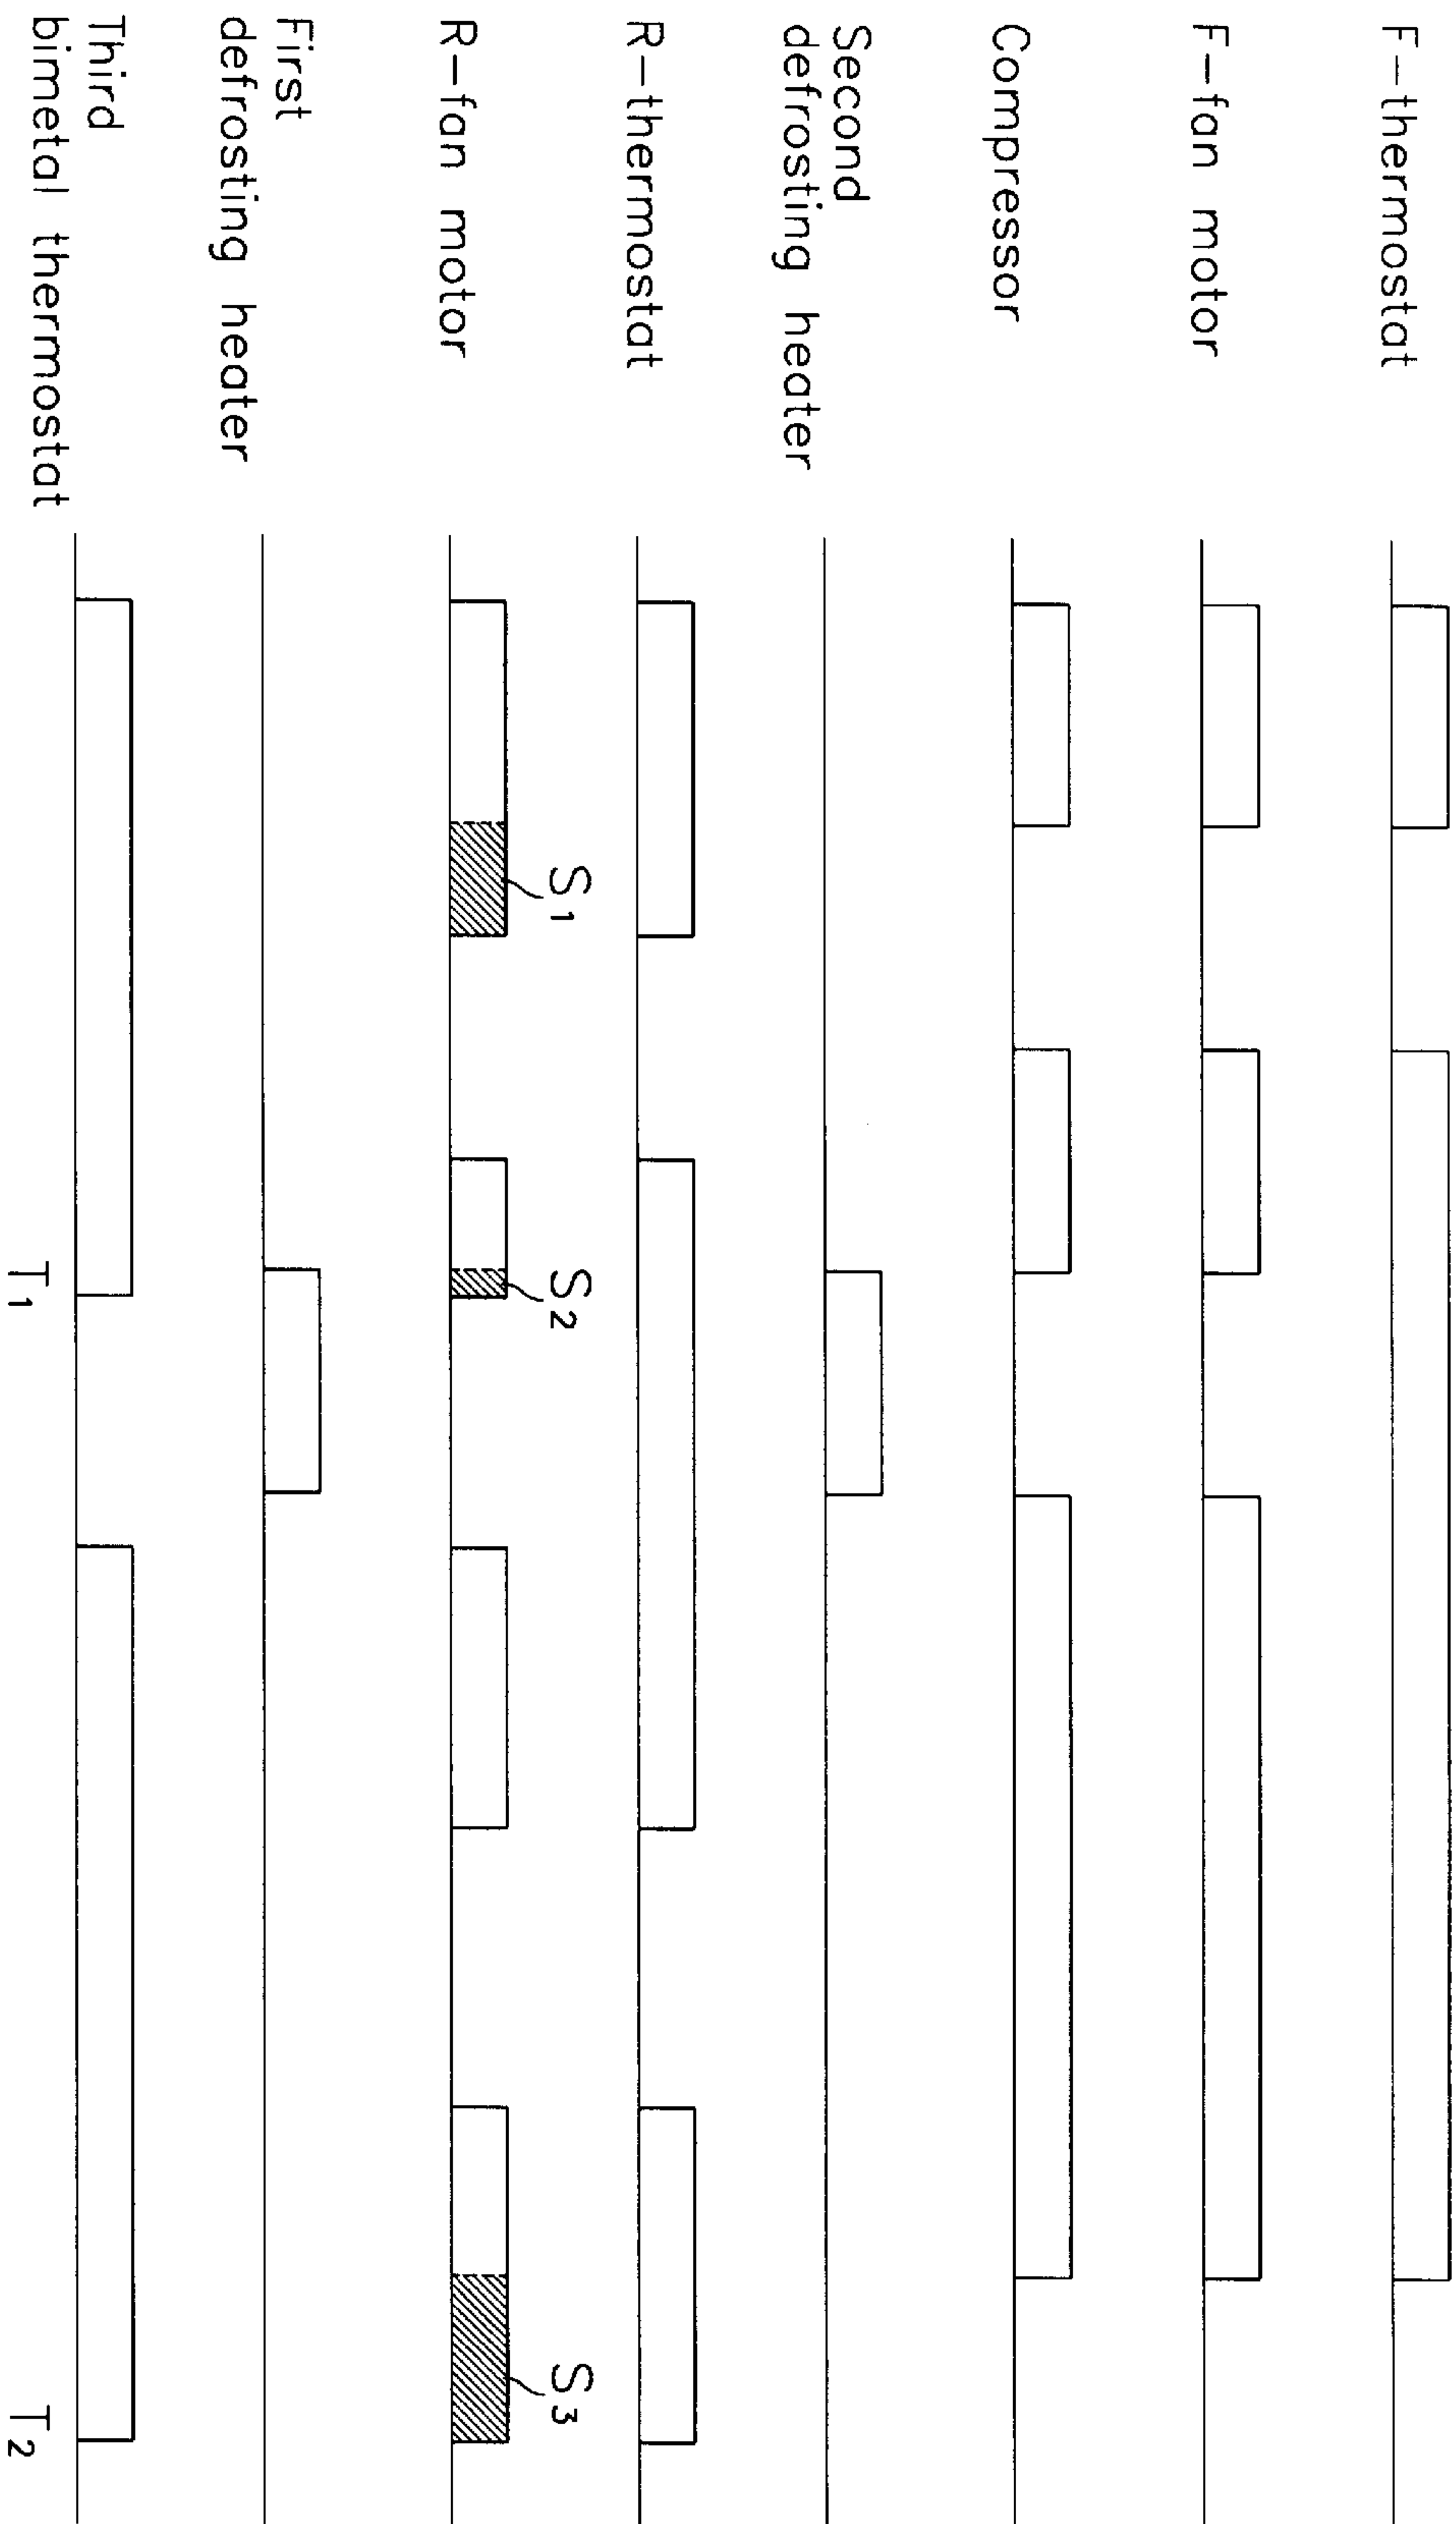 F-thermostat
F-fan motor
Compressor
Second
defrosting heater
R-thermostat
R-fan motor
S1
S2
S3
First
defrosting heater
Third
bimetal thermostat
T1
T2